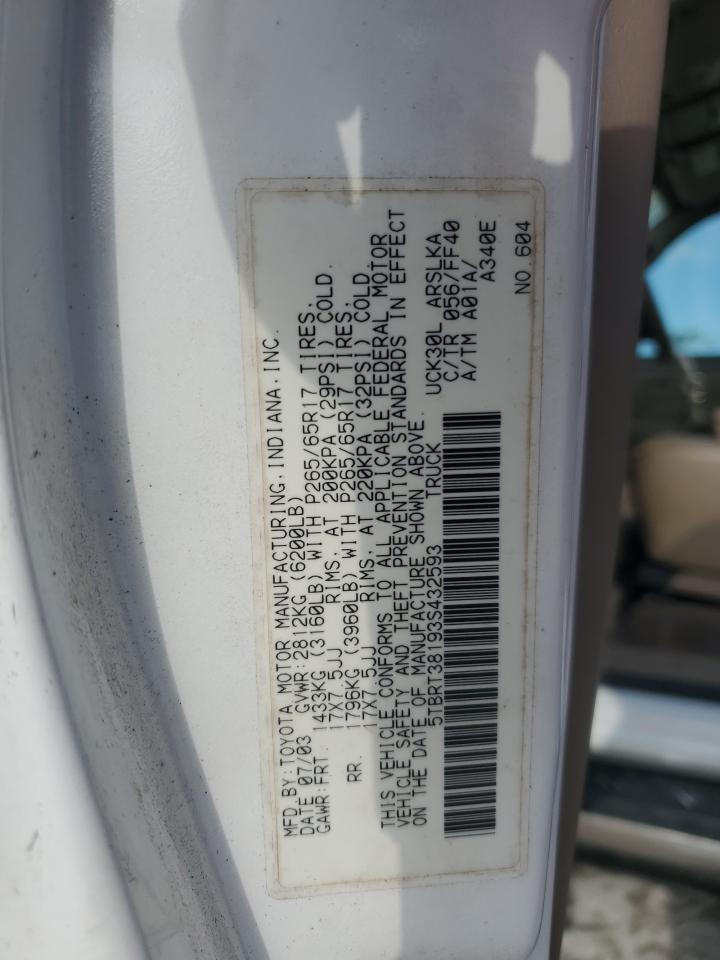 MFD.BY:TOYOTA MOTOR MANUFACTURING,INDIANA,INC.
DATE 07/03 GVWR:2812KG (6200LB)
GAWR:FRT. 1433KG (3160LB) WITH P265/65R17 TIRES,
17X7.5JJ RIMS, AT 200KPA (29PSI) COLD.
RR. 1796KG (3960LB) WITH P265/65R17 TIRES,
17X7.5JJ RIMS, AT 220KPA (32PSI) COLD.
THIS VEHICLE CONFORMS TO ALL APPLICABLE FEDERAL MOTOR
VEHICLE SAFETY AND THEFT PREVENTION STANDARDS IN EFFECT
ON THE DATE OF MANUFACTURE SHOWN ABOVE.
5TBRT38193S432593 TRUCK
UCK30L ARSLKA
C/TR 056/FF40
A/TM A01A/
A340E
NO.604